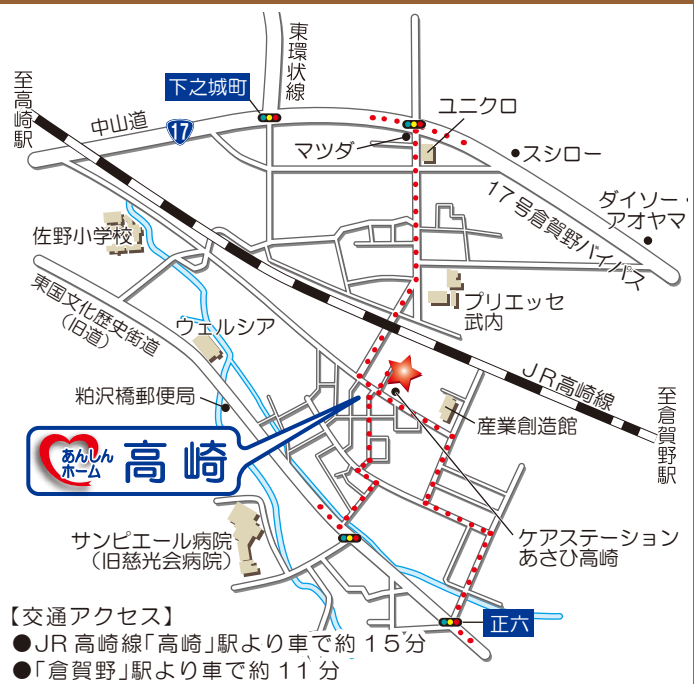 東環状線
至高崎駅
下之城町
中山道
17
ユニクロ
マツダ
スシロー
17号倉賀野バイパス
ダイソー・
アオヤマ
佐野小学校
東国文化歴史街道
(旧道)
ウェルシア
プリエッセ
武内
JR高崎線
粕沢橋郵便局
至倉賀野駅
産業創造館
あんしん
ホーム
高崎
サンピエール病院
(旧慈光会病院)
ケアステーション
あさひ高崎
正六
【交通アクセス】
●JR高崎線「高崎」駅より車で約15分
●「倉賀野」駅より車で約11分